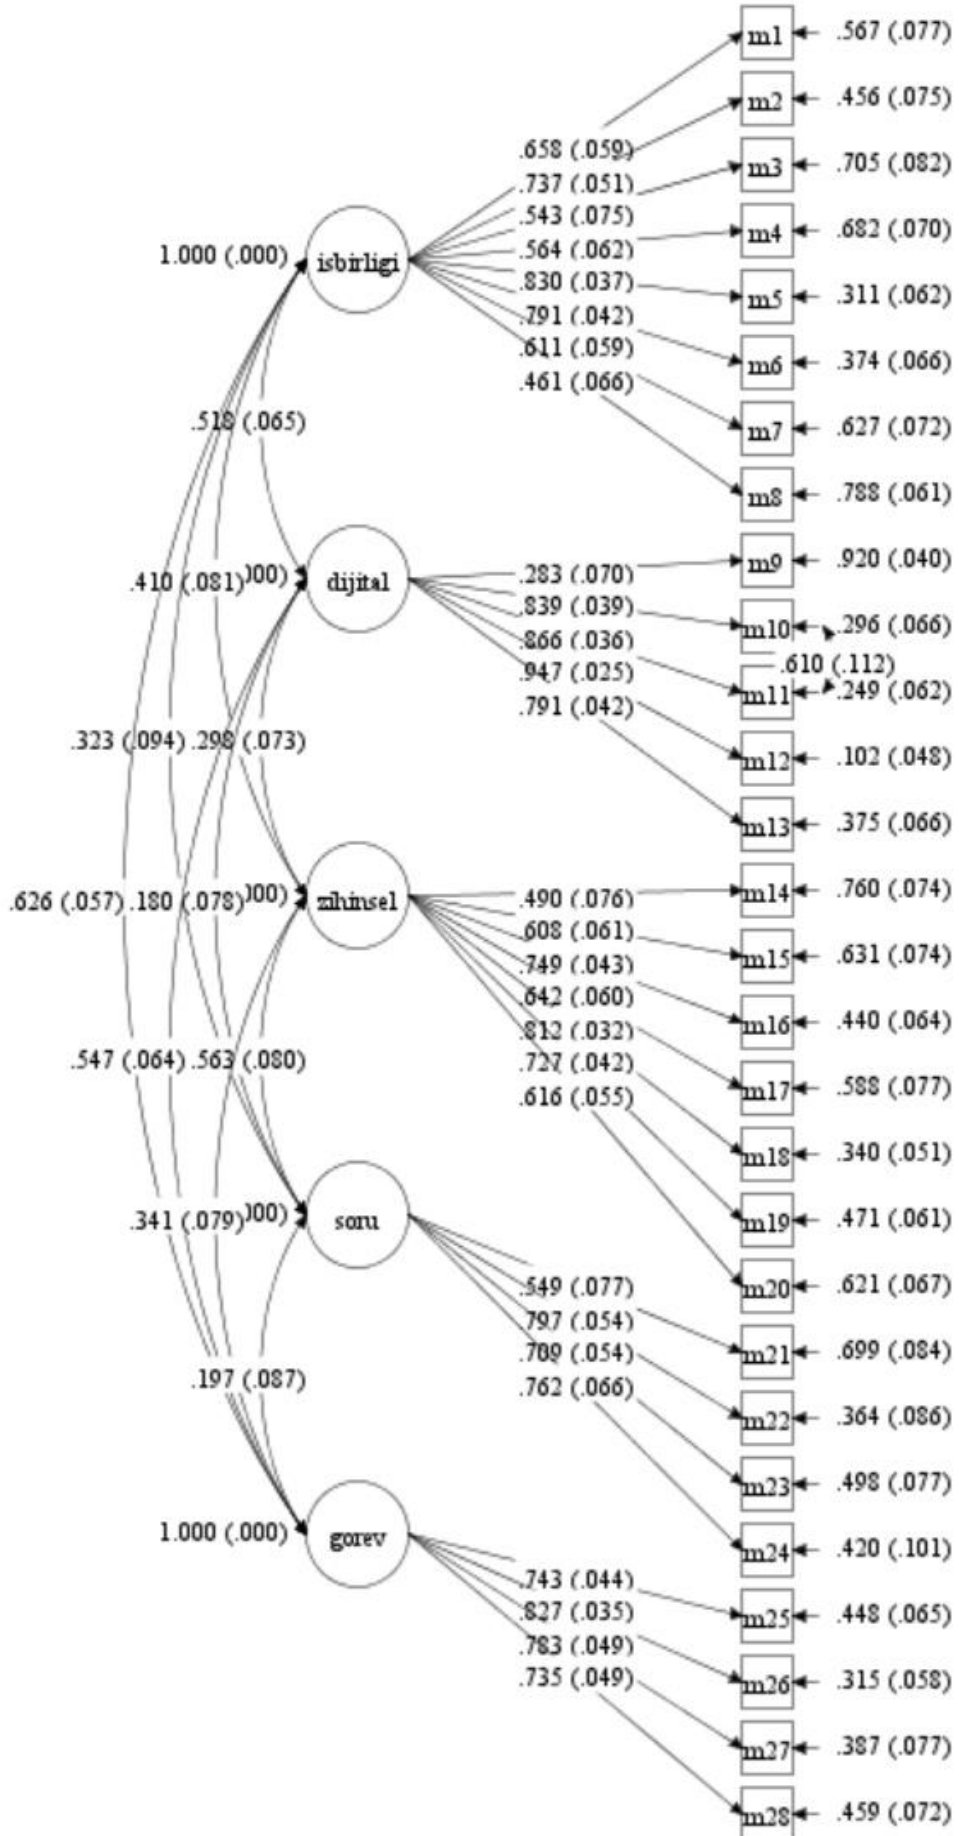 m1 .567 (.077)
m2 .456 (.075)
.658 (.059)
m3 .705 (.082)
.737 (.051)
.543 (.075)
m4 .682 (.070)
.564 (.062)
1.000 (.000) isbirligi
.830 (.037)
m5 .311 (.062)
.791 (.042)
.611 (.059)
m6 .374 (.066)
.461 (.066)
.518 (.065)
m7 .627 (.072)
m8 .788 (.061)
m9 .920 (.040)
.410 (.081) 000) dijital
.283 (.070)
.839 (.039)
m10 .296 (.066)
.866 (.036)
.610 (.112)
.947 (.025)
m11 .249 (.062)
.791 (.042)
.323 (.094) .298 (.073)
m12 .102 (.048)
m13 .375 (.066)
m14 .760 (.074)
.626 (.057) .180 (.078) 000) zihinsel
.490 (.076)
.608 (.061)
m15 .631 (.074)
.749 (.043)
.642 (.060)
m16 .440 (.064)
.812 (.032)
.547 (.064) .563 (.080)
.727 (.042)
m17 .588 (.077)
.616 (.055)
m18 .340 (.051)
.341 (.079) 000) soru
m19 .471 (.061)
m20 .621 (.067)
.549 (.077)
.797 (.054)
m21 .699 (.084)
.709 (.054)
.197 (.087)
.762 (.066)
m22 .364 (.086)
m23 .498 (.077)
1.000 (.000) gorev
m24 .420 (.101)
.743 (.044)
m25 .448 (.065)
.827 (.035)
.783 (.049)
m26 .315 (.058)
.735 (.049)
m27 .387 (.077)
m28 .459 (.072)